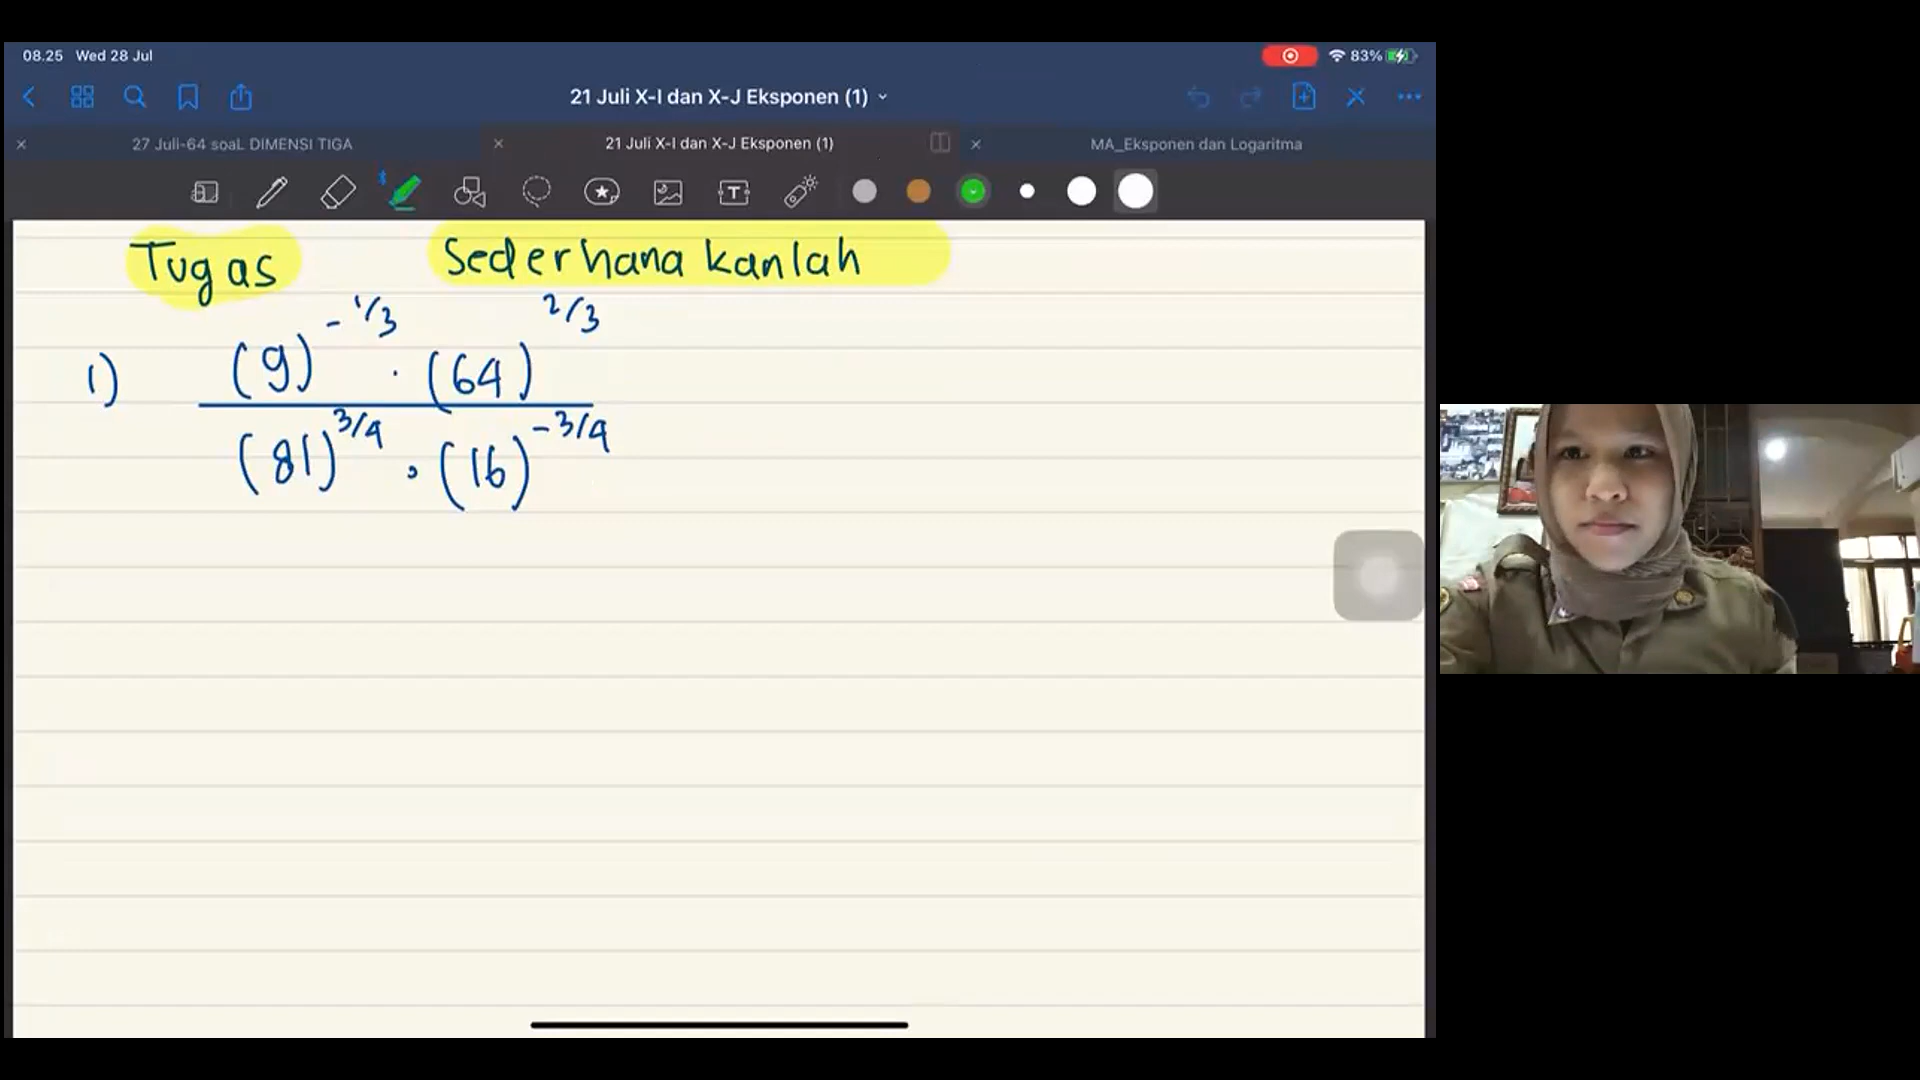 08.25 Wed 28 Jul
83%
21 Juli X-I dan X-J Eksponen (1)
27 Juli-64 soaL DIMENSI TIGA
21 Juli X-I dan X-J Eksponen (1)
MA_Eksponen dan Logaritma
Tugas Sederhanakanlah
1) (9)^-1/3 · (64)^2/3
(81)^3/4 · (16)^-3/4